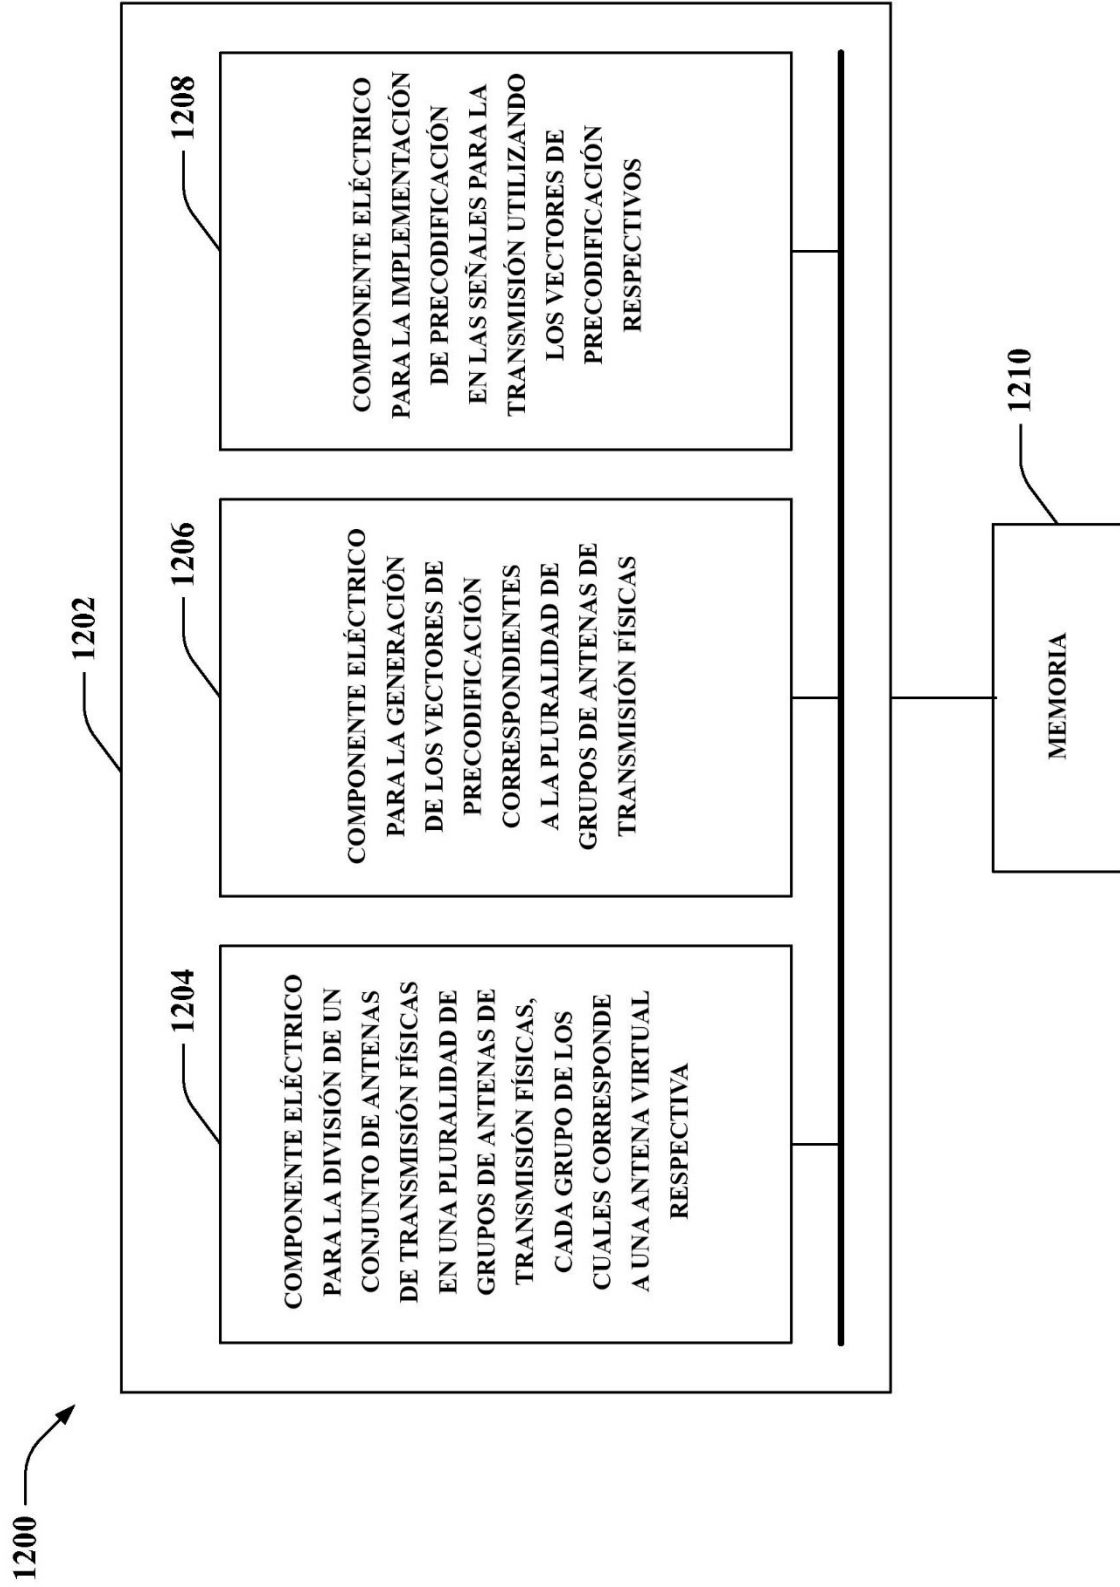 1200
1202
1204
COMPONENTE ELÉCTRICO
PARA LA DIVISIÓN DE UN
CONJUNTO DE ANTENAS
DE TRANSMISIÓN FÍSICAS
EN UNA PLURALIDAD DE
GRUPOS DE ANTENAS DE
TRANSMISIÓN FÍSICAS,
CADA GRUPO DE LOS
CUALES CORRESPONDE
A UNA ANTENA VIRTUAL
RESPECTIVA
1206
COMPONENTE ELÉCTRICO
PARA LA GENERACIÓN
DE LOS VECTORES DE
PRECODIFICACIÓN
CORRESPONDIENTES
A LA PLURALIDAD DE
GRUPOS DE ANTENAS DE
TRANSMISIÓN FÍSICAS
1208
COMPONENTE ELÉCTRICO
PARA LA IMPLEMENTACIÓN
DE PRECODIFICACIÓN
EN LAS SEÑALES PARA LA
TRANSMISIÓN UTILIZANDO
LOS VECTORES DE
PRECODIFICACIÓN
RESPECTIVOS
1210
MEMORIA